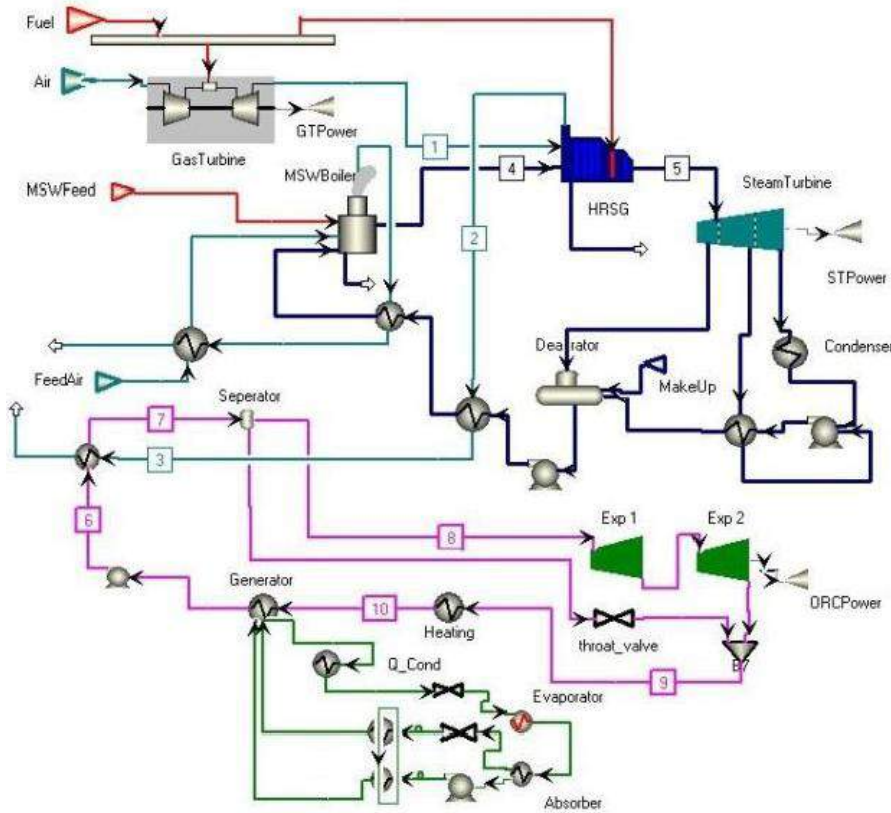 Fuel
Air
GTPower
GasTurbine
1
MSWBoiler
4
5
SteamTurbine
MSWFeed
HRSG
2
STPower
Deaerator
Condenser
FeedAir
MakeUp
Seperator
7
3
Exp 1
Exp 2
6
8
Generator
ORCPower
10
Heating
throat_valve
Q_Cond
9
Evaporator
Absorber